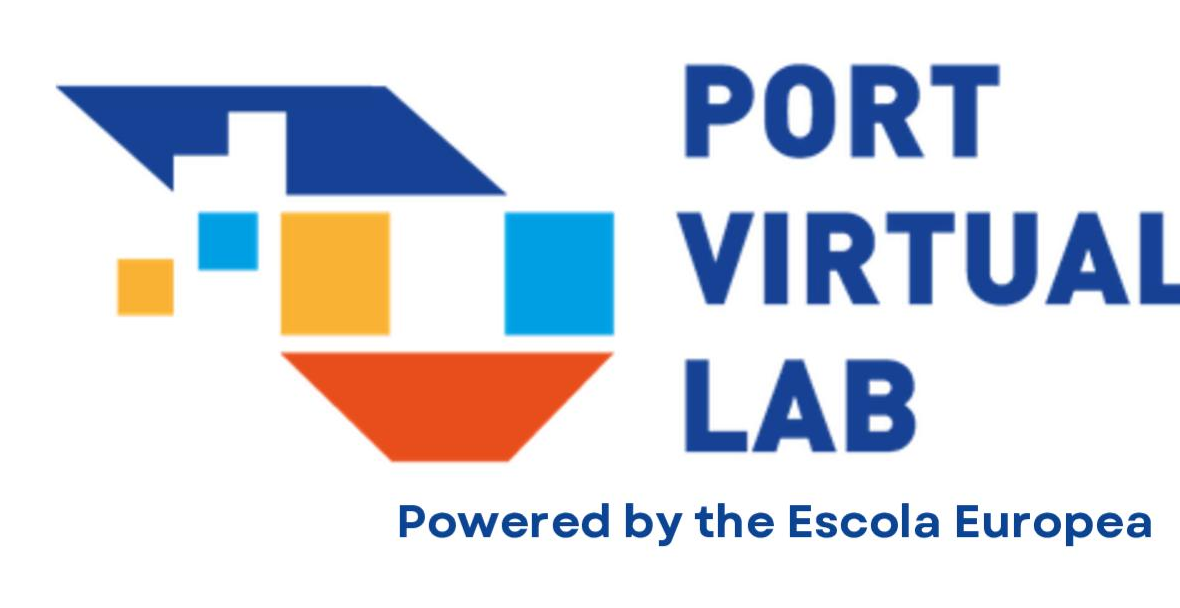 PORT
VIRTUAL
LAB
Powered by the Escola Europea